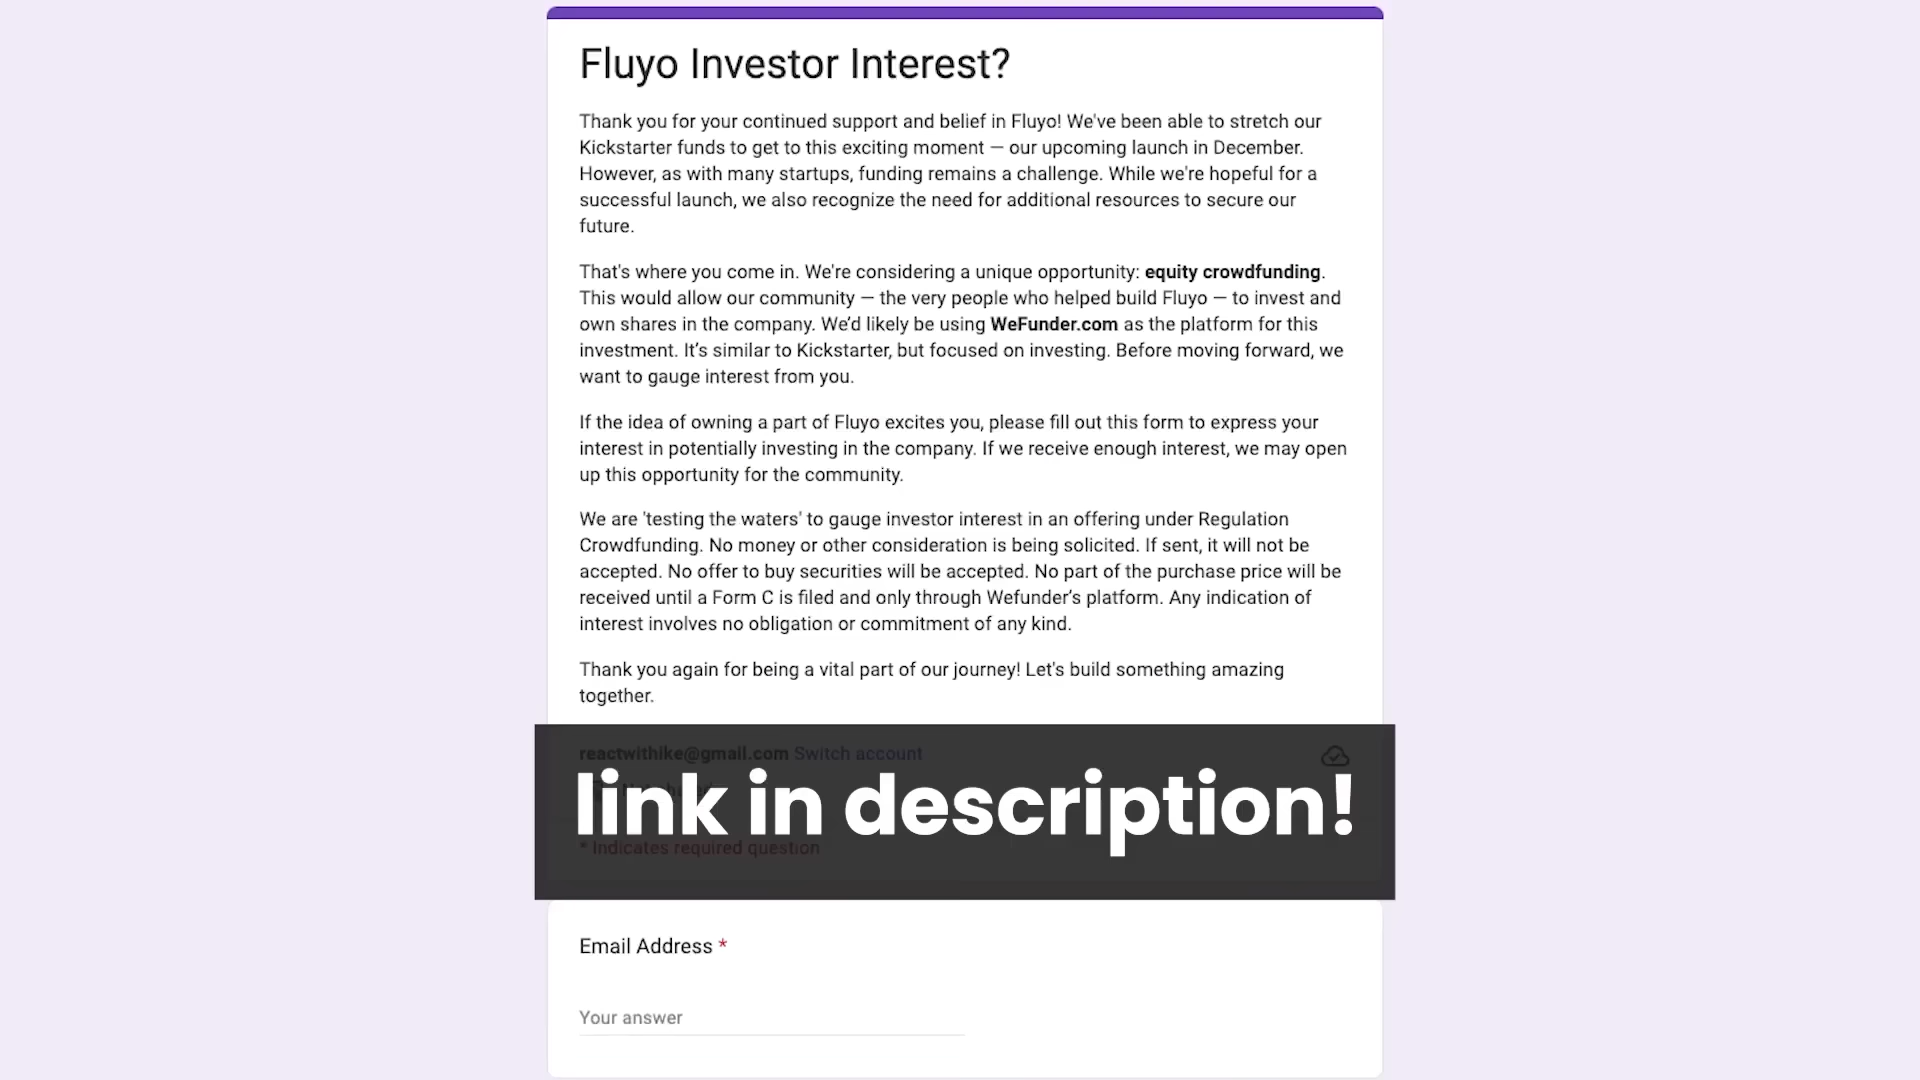 Fluyo Investor Interest?
Thank you for your continued support and belief in Fluyo! We've been able to stretch our
Kickstarter funds to get to this exciting moment — our upcoming launch in December.
However, as with many startups, funding remains a challenge. While we're hopeful for a
successful launch, we also recognize the need for additional resources to secure our
future.
That's where you come in. We're considering a unique opportunity: equity crowdfunding.
This would allow our community — the very people who helped build Fluyo — to invest and
own shares in the company. We’d likely be using WeFunder.com as the platform for this
investment. It’s similar to Kickstarter, but focused on investing. Before moving forward, we
want to gauge interest from you.
If the idea of owning a part of Fluyo excites you, please fill out this form to express your
interest in potentially investing in the company. If we receive enough interest, we may open
up this opportunity for the community.
We are 'testing the waters' to gauge investor interest in an offering under Regulation
Crowdfunding. No money or other consideration is being solicited. If sent, it will not be
accepted. No offer to buy securities will be accepted. No part of the purchase price will be
received until a Form C is filed and only through Wefunder’s platform. Any indication of
interest involves no obligation or commitment of any kind.
Thank you again for being a vital part of our journey! Let's build something amazing
together.
reactwithike@gmail.com Switch account
link in description!
* Indicates required question
Email Address *
Your answer